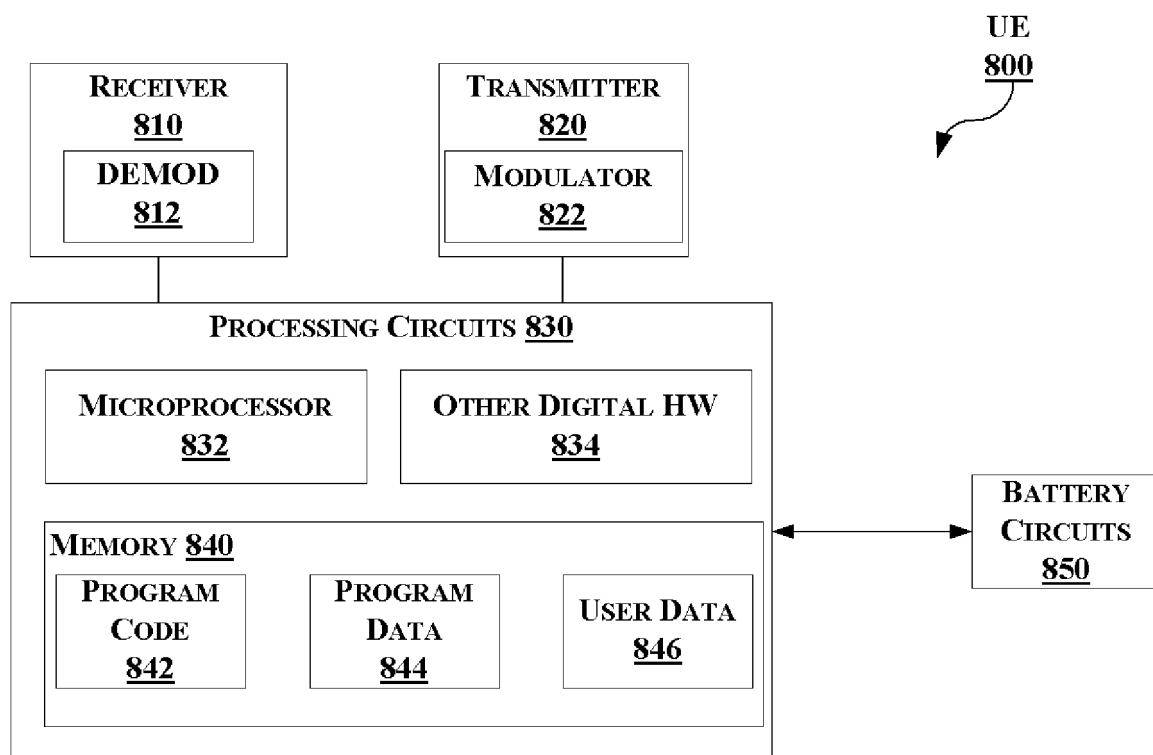 UE
800
RECEIVER
810
DEMOD
812
TRANSMITTER
820
MODULATOR
822
PROCESSING CIRCUITS 830
MICROPROCESSOR
832
OTHER DIGITAL HW
834
MEMORY 840
PROGRAM
CODE
842
PROGRAM
DATA
844
USER DATA
846
BATTERY
CIRCUITS
850